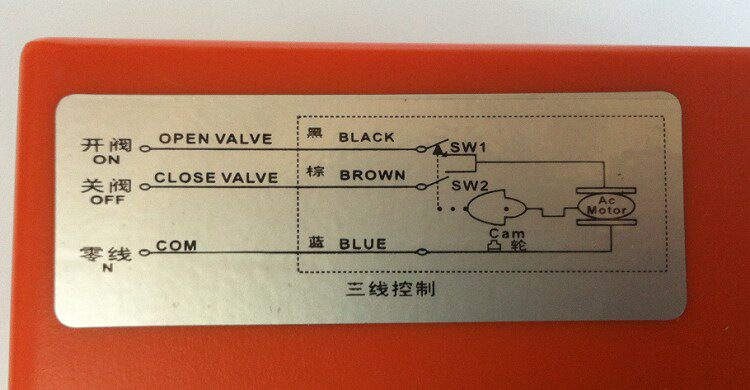 开阀 OPEN VALVE 黑 BLACK
ON
SW1
关阀 CLOSE VALVE 棕 BROWN
OFF
SW2
Ac
Motor
零线 COM 蓝 BLUE
N
Cam
凸轮
三线控制